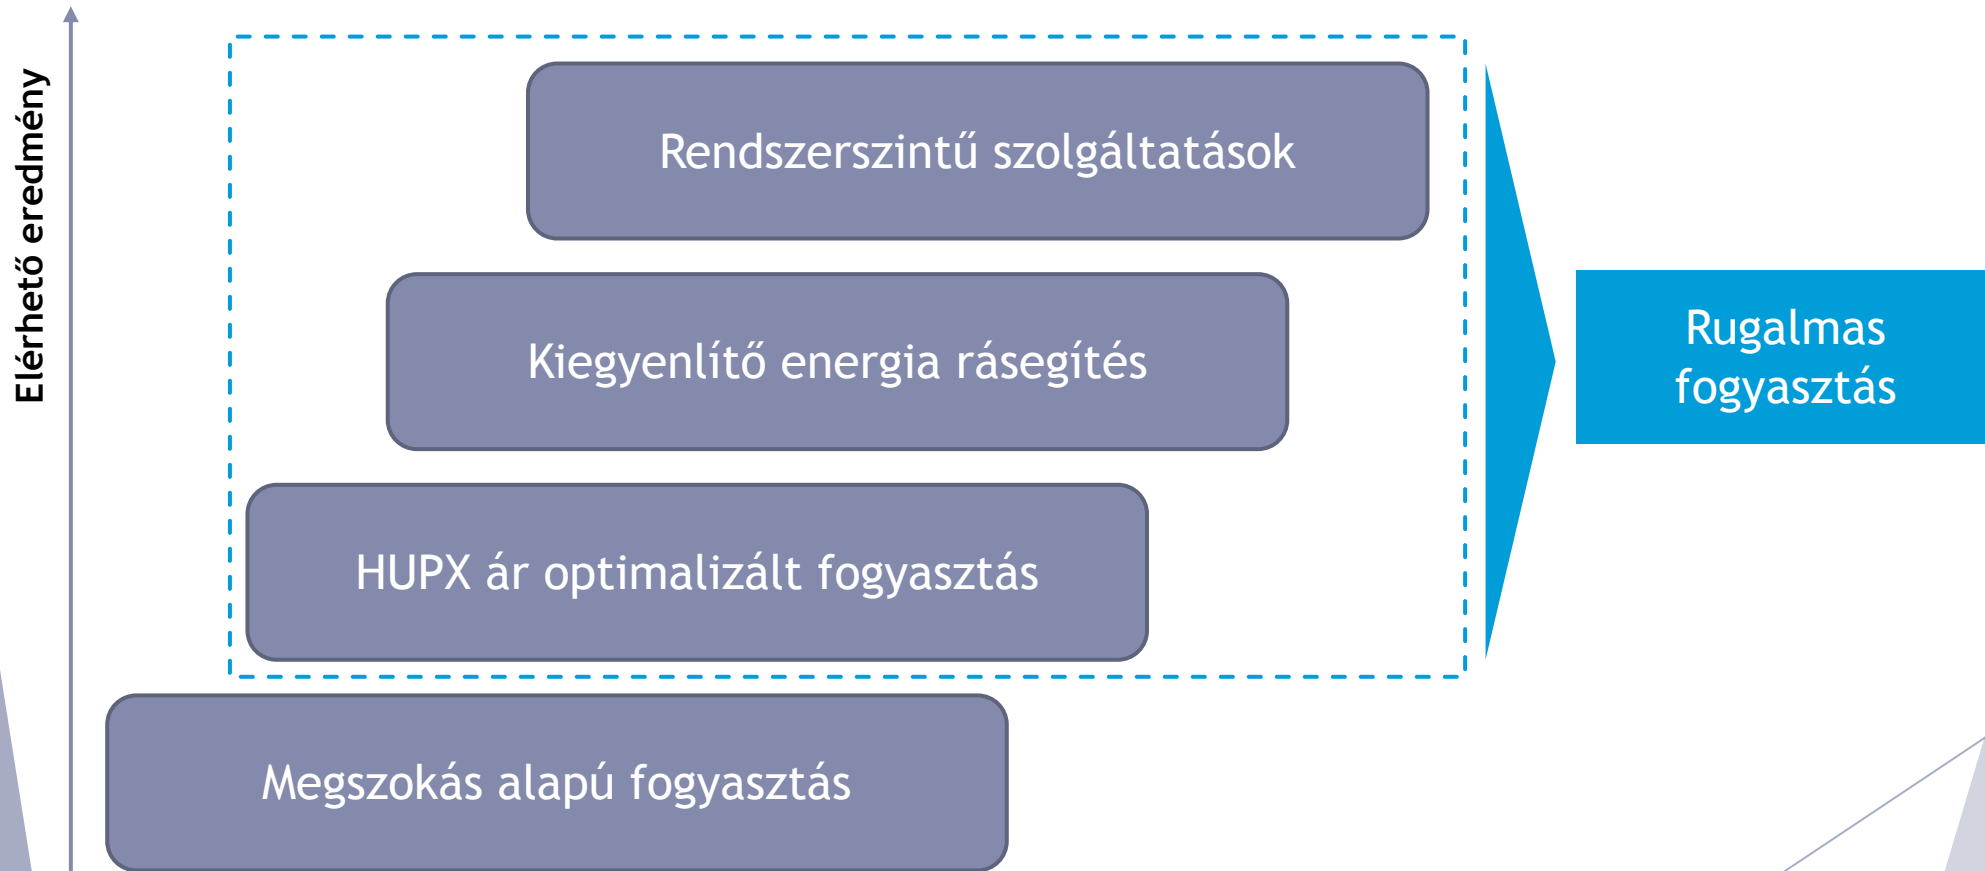 Elérhető eredmény
Rendszerszintű szolgáltatások
Kiegyenlítő energia rásegítés
HUPX ár optimalizált fogyasztás
Megszokás alapú fogyasztás
Rugalmas
fogyasztás